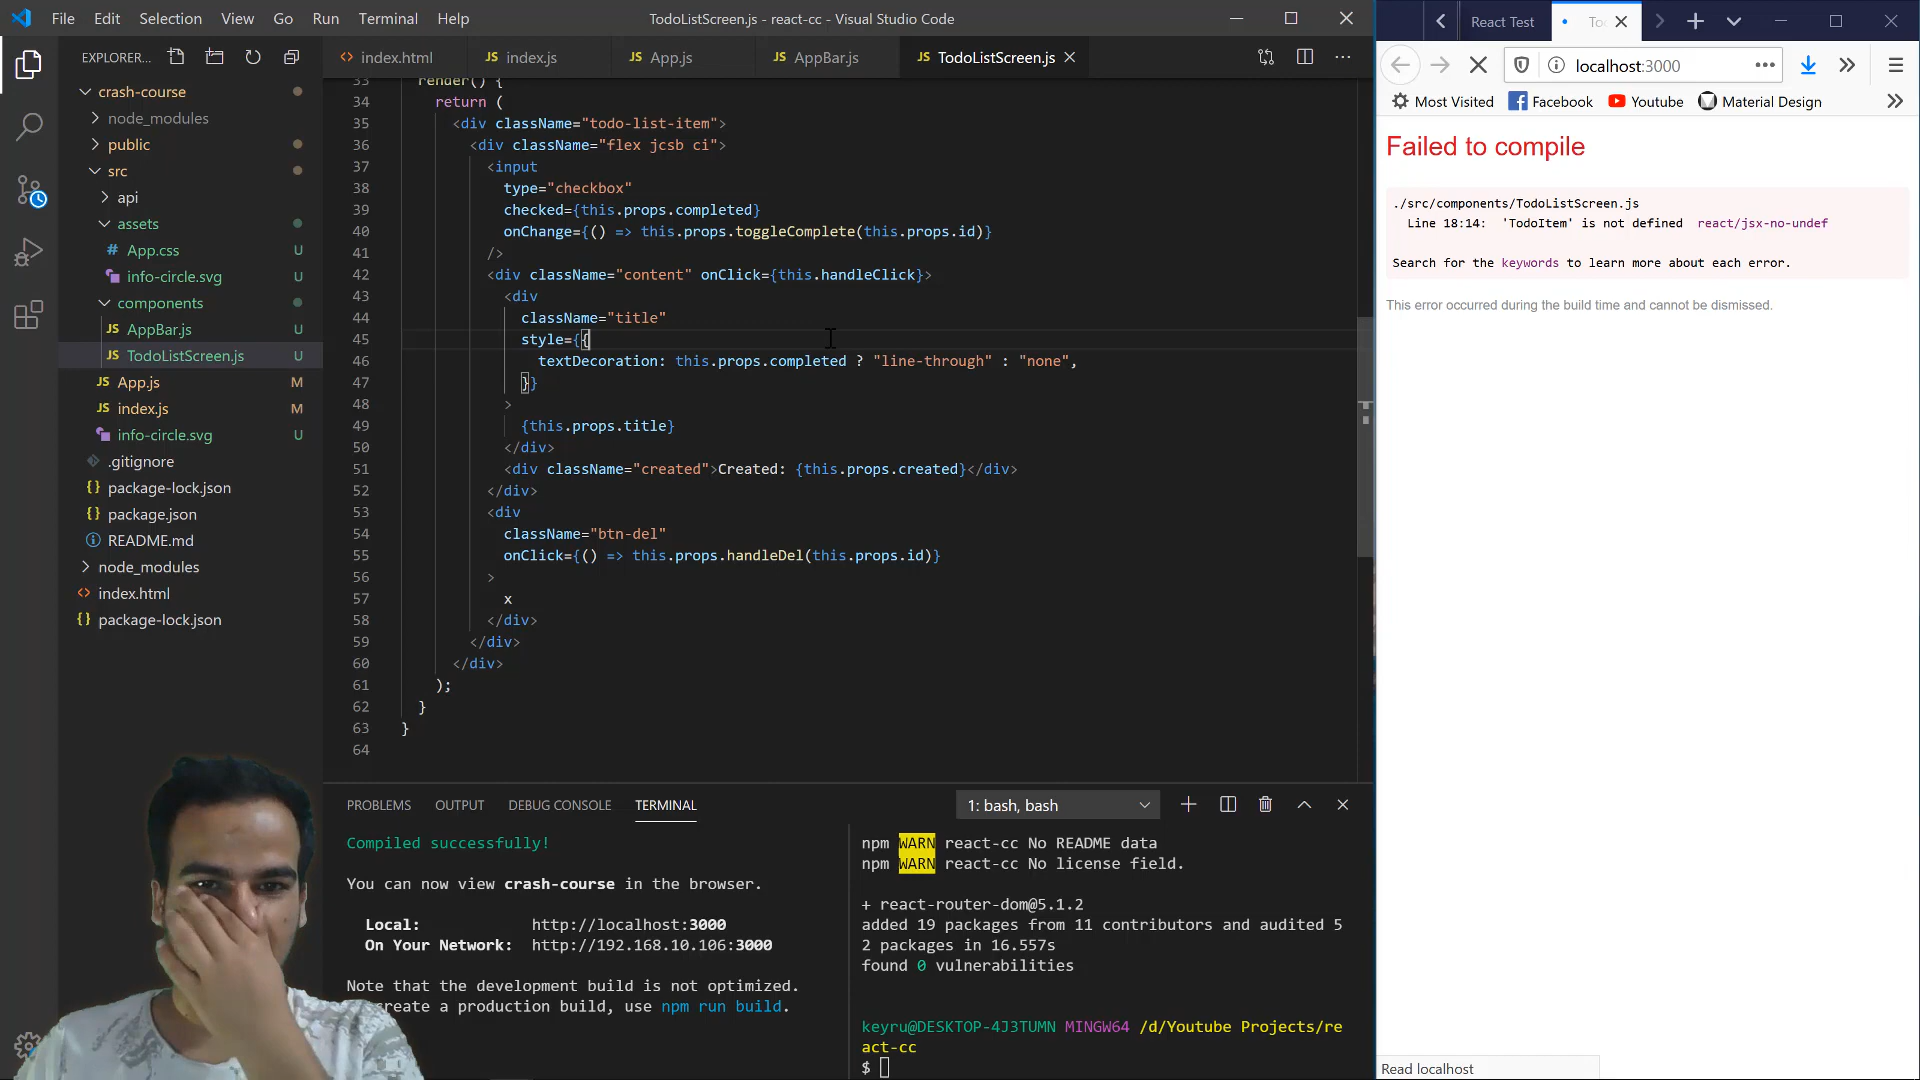 File Edit Selection View Go Run Terminal Help
TodoListScreen.js - react-cc - Visual Studio Code
EXPLORER...
crash-course
node_modules
public
src
api
assets
# App.css U
info-circle.svg U
components
JS AppBar.js U
JS TodoListScreen.js U
JS App.js M
JS index.js M
info-circle.svg U
.gitignore
{} package-lock.json
{} package.json
README.md
node_modules
<> index.html
{} package-lock.json
<> index.html
JS index.js
JS App.js
JS AppBar.js
JS TodoListScreen.js
33 render() {
34 return (
35 <div className="todo-list-item">
36 <div className="flex jcsb ci">
37 <input
38 type="checkbox"
39 checked={this.props.completed}
40 onChange={() => this.props.toggleComplete(this.props.id)}
41 />
42 <div className="content" onClick={this.handleClick}>
43 <div
44 className="title"
45 style={{
46 textDecoration: this.props.completed ? "line-through" : "none",
47 }}
48 >
49 {this.props.title}
50 </div>
51 <div className="created">Created: {this.props.created}</div>
52 </div>
53 <div
54 className="btn-del"
55 onClick={() => this.props.handleDel(this.props.id)}
56 >
57 x
58 </div>
59 </div>
60 </div>
61 );
62 }
63 }
64
PROBLEMS OUTPUT DEBUG CONSOLE TERMINAL
1: bash, bash
Compiled successfully!
You can now view crash-course in the browser.
Local: http://localhost:3000
On Your Network: http://192.168.10.106:3000
Note that the development build is not optimized.
create a production build, use npm run build.
npm WARN react-cc No README data
npm WARN react-cc No license field.
+ react-router-dom@5.1.2
added 19 packages from 11 contributors and audited 5
2 packages in 16.557s
found 0 vulnerabilities
keyru@DESKTOP-4J3TUMN MINGW64 /d/Youtube Projects/re
act-cc
$
React Test
localhost:3000
Most Visited Facebook Youtube Material Design
Failed to compile
./src/components/TodoListScreen.js
Line 18:14: 'TodoItem' is not defined react/jsx-no-undef
Search for the keywords to learn more about each error.
This error occurred during the build time and cannot be dismissed.
Read localhost